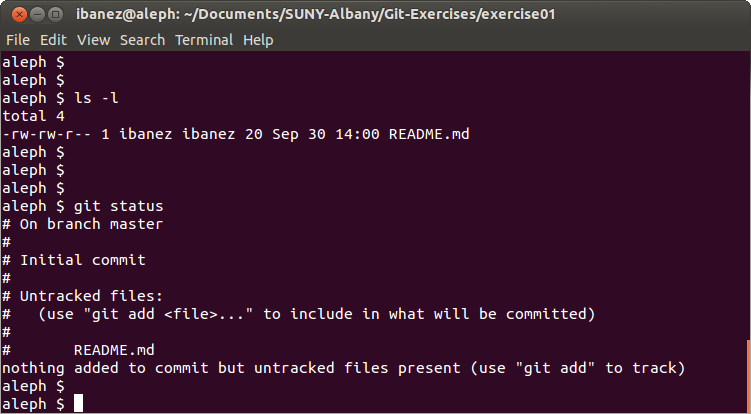 ibanez@aleph: ~/Documents/SUNY-Albany/Git-Exercises/exercise01
File Edit View Search Terminal Help
aleph $
aleph $
aleph $ ls -l
total 4
-rw-rw-r-- 1 ibanez ibanez 20 Sep 30 14:00 README.md
aleph $
aleph $
aleph $
aleph $ git status
# On branch master
#
# Initial commit
#
# Untracked files:
#   (use "git add <file>..." to include in what will be committed)
#
#       README.md
nothing added to commit but untracked files present (use "git add" to track)
aleph $
aleph $